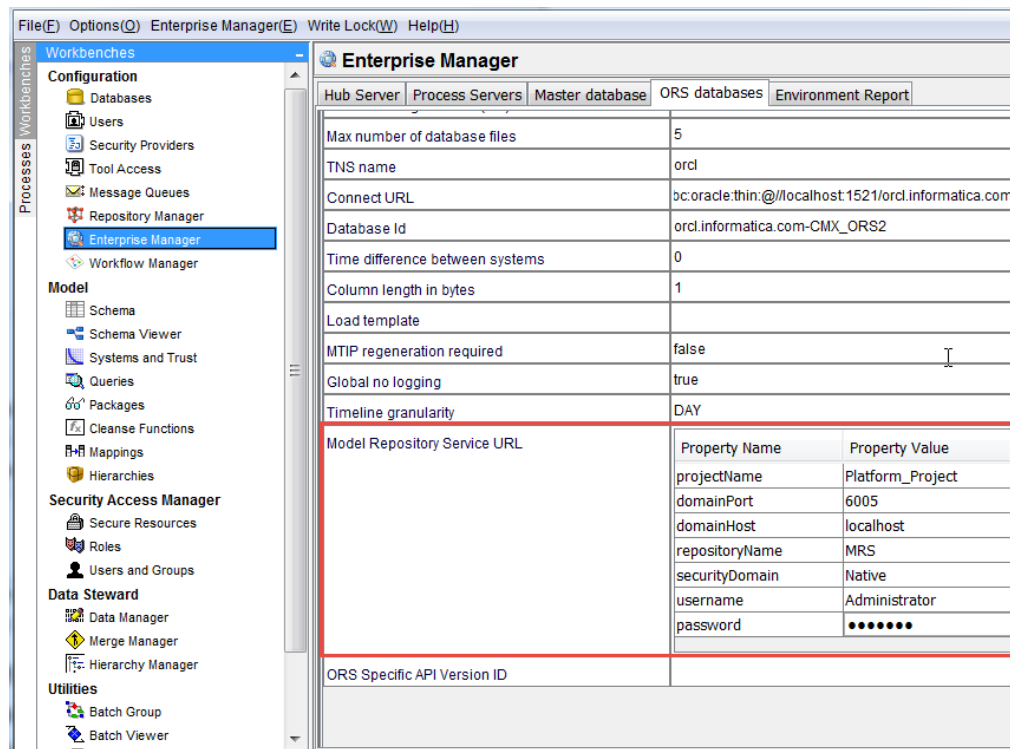 File(F) Options(O) Enterprise Manager(E) Write Lock(W) Help(H)
Workbenches
Processes
Workbenches
Configuration
Databases
Users
Security Providers
Tool Access
Message Queues
Repository Manager
Enterprise Manager
Workflow Manager
Model
Schema
Schema Viewer
Systems and Trust
Queries
Packages
Cleanse Functions
Mappings
Hierarchies
Security Access Manager
Secure Resources
Roles
Users and Groups
Data Steward
Data Manager
Merge Manager
Hierarchy Manager
Utilities
Batch Group
Batch Viewer
Enterprise Manager
Hub Server Process Servers Master database ORS databases Environment Report
Max number of database files 5
TNS name orcl
Connect URL bc:oracle:thin:@//localhost:1521/orcl.informatica.com
Database Id orcl.informatica.com-CMX_ORS2
Time difference between systems 0
Column length in bytes 1
Load template
MTIP regeneration required false
Global no logging true
Timeline granularity DAY
Model Repository Service URL
Property Name Property Value
projectName Platform_Project
domainPort 6005
domainHost localhost
repositoryName MRS
securityDomain Native
username Administrator
password ●●●●●●●
ORS Specific API Version ID